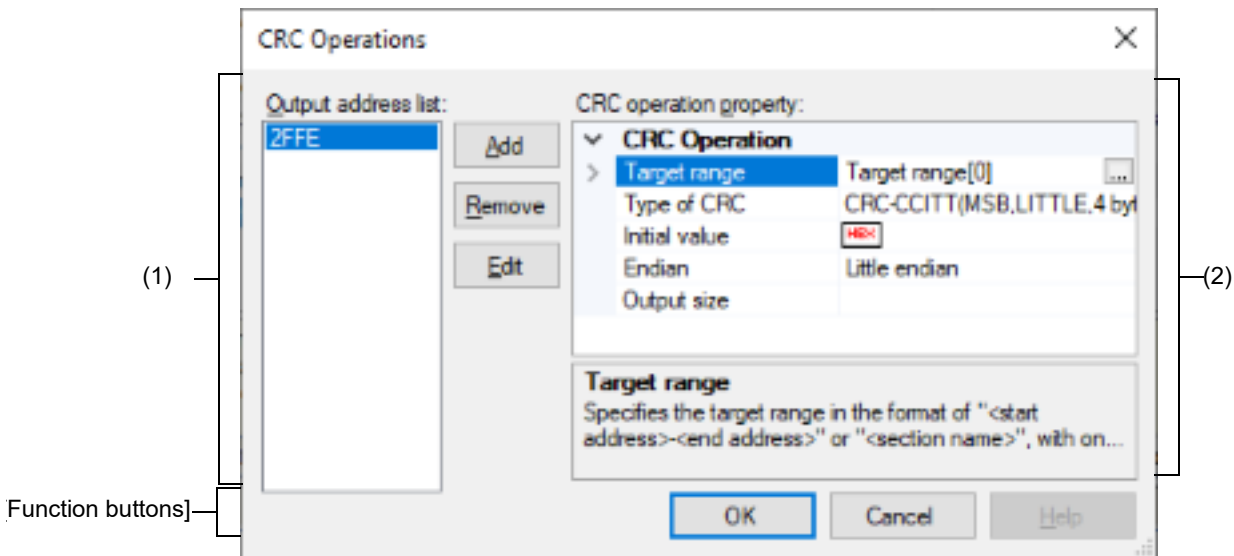 CRC Operations
Output address list:
2FFE
Add
Remove
Edit
CRC operation property:
CRC Operation
Target range Target range[0] ...
Type of CRC CRC-CCITT(MSB,LITTLE,4 byt
Initial value HEX
Endian Little endian
Output size
Target range
Specifies the target range in the format of "<start
address>-<end address>" or "<section name>", with on...
OK Cancel Help
(1)
(2)
[Function buttons]